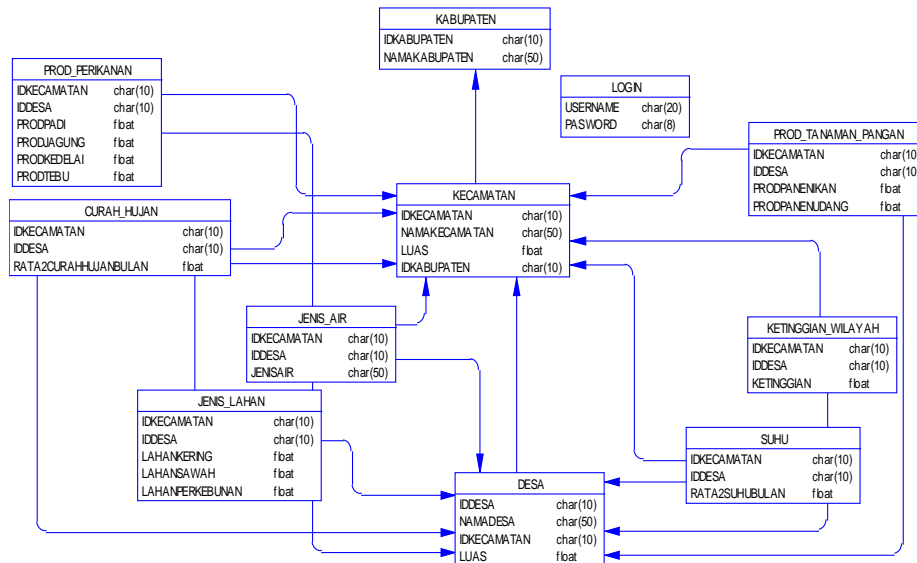 KABUPATEN
IDKABUPATEN char(10)
NAMAKABUPATEN char(50)
PROD_PERIKANAN
IDKECAMATAN char(10)
IDDESA char(10)
PRODPADI float
PRODJAGUNG float
PRODKEDELAI float
PRODTEBU float
LOGIN
USERNAME char(20)
PASWORD char(8)
PROD_TANAMAN_PANGAN
IDKECAMATAN char(10
IDDESA char(10
PRODPANENIKAN float
PRODPANENUDANG float
KECAMATAN
IDKECAMATAN char(10)
NAMAKECAMATAN char(50)
LUAS float
IDKABUPATEN char(10)
CURAH_HUJAN
IDKECAMATAN char(10)
IDDESA char(10)
RATA2CURAHHUJANBULAN float
JENIS_AIR
IDKECAMATAN char(10)
IDDESA char(10)
JENISAIR char(50)
KETINGGIAN_WILAYAH
IDKECAMATAN char(10)
IDDESA char(10)
KETINGGIAN float
JENIS_LAHAN
IDKECAMATAN char(10)
IDDESA char(10)
LAHANKERING float
LAHANSAWAH float
LAHANPERKEBUNAN float
SUHU
IDKECAMATAN char(10)
IDDESA char(10)
RATA2SUHUBULAN float
DESA
IDDESA char(10)
NAMADESA char(50)
IDKECAMATAN char(10)
LUAS float